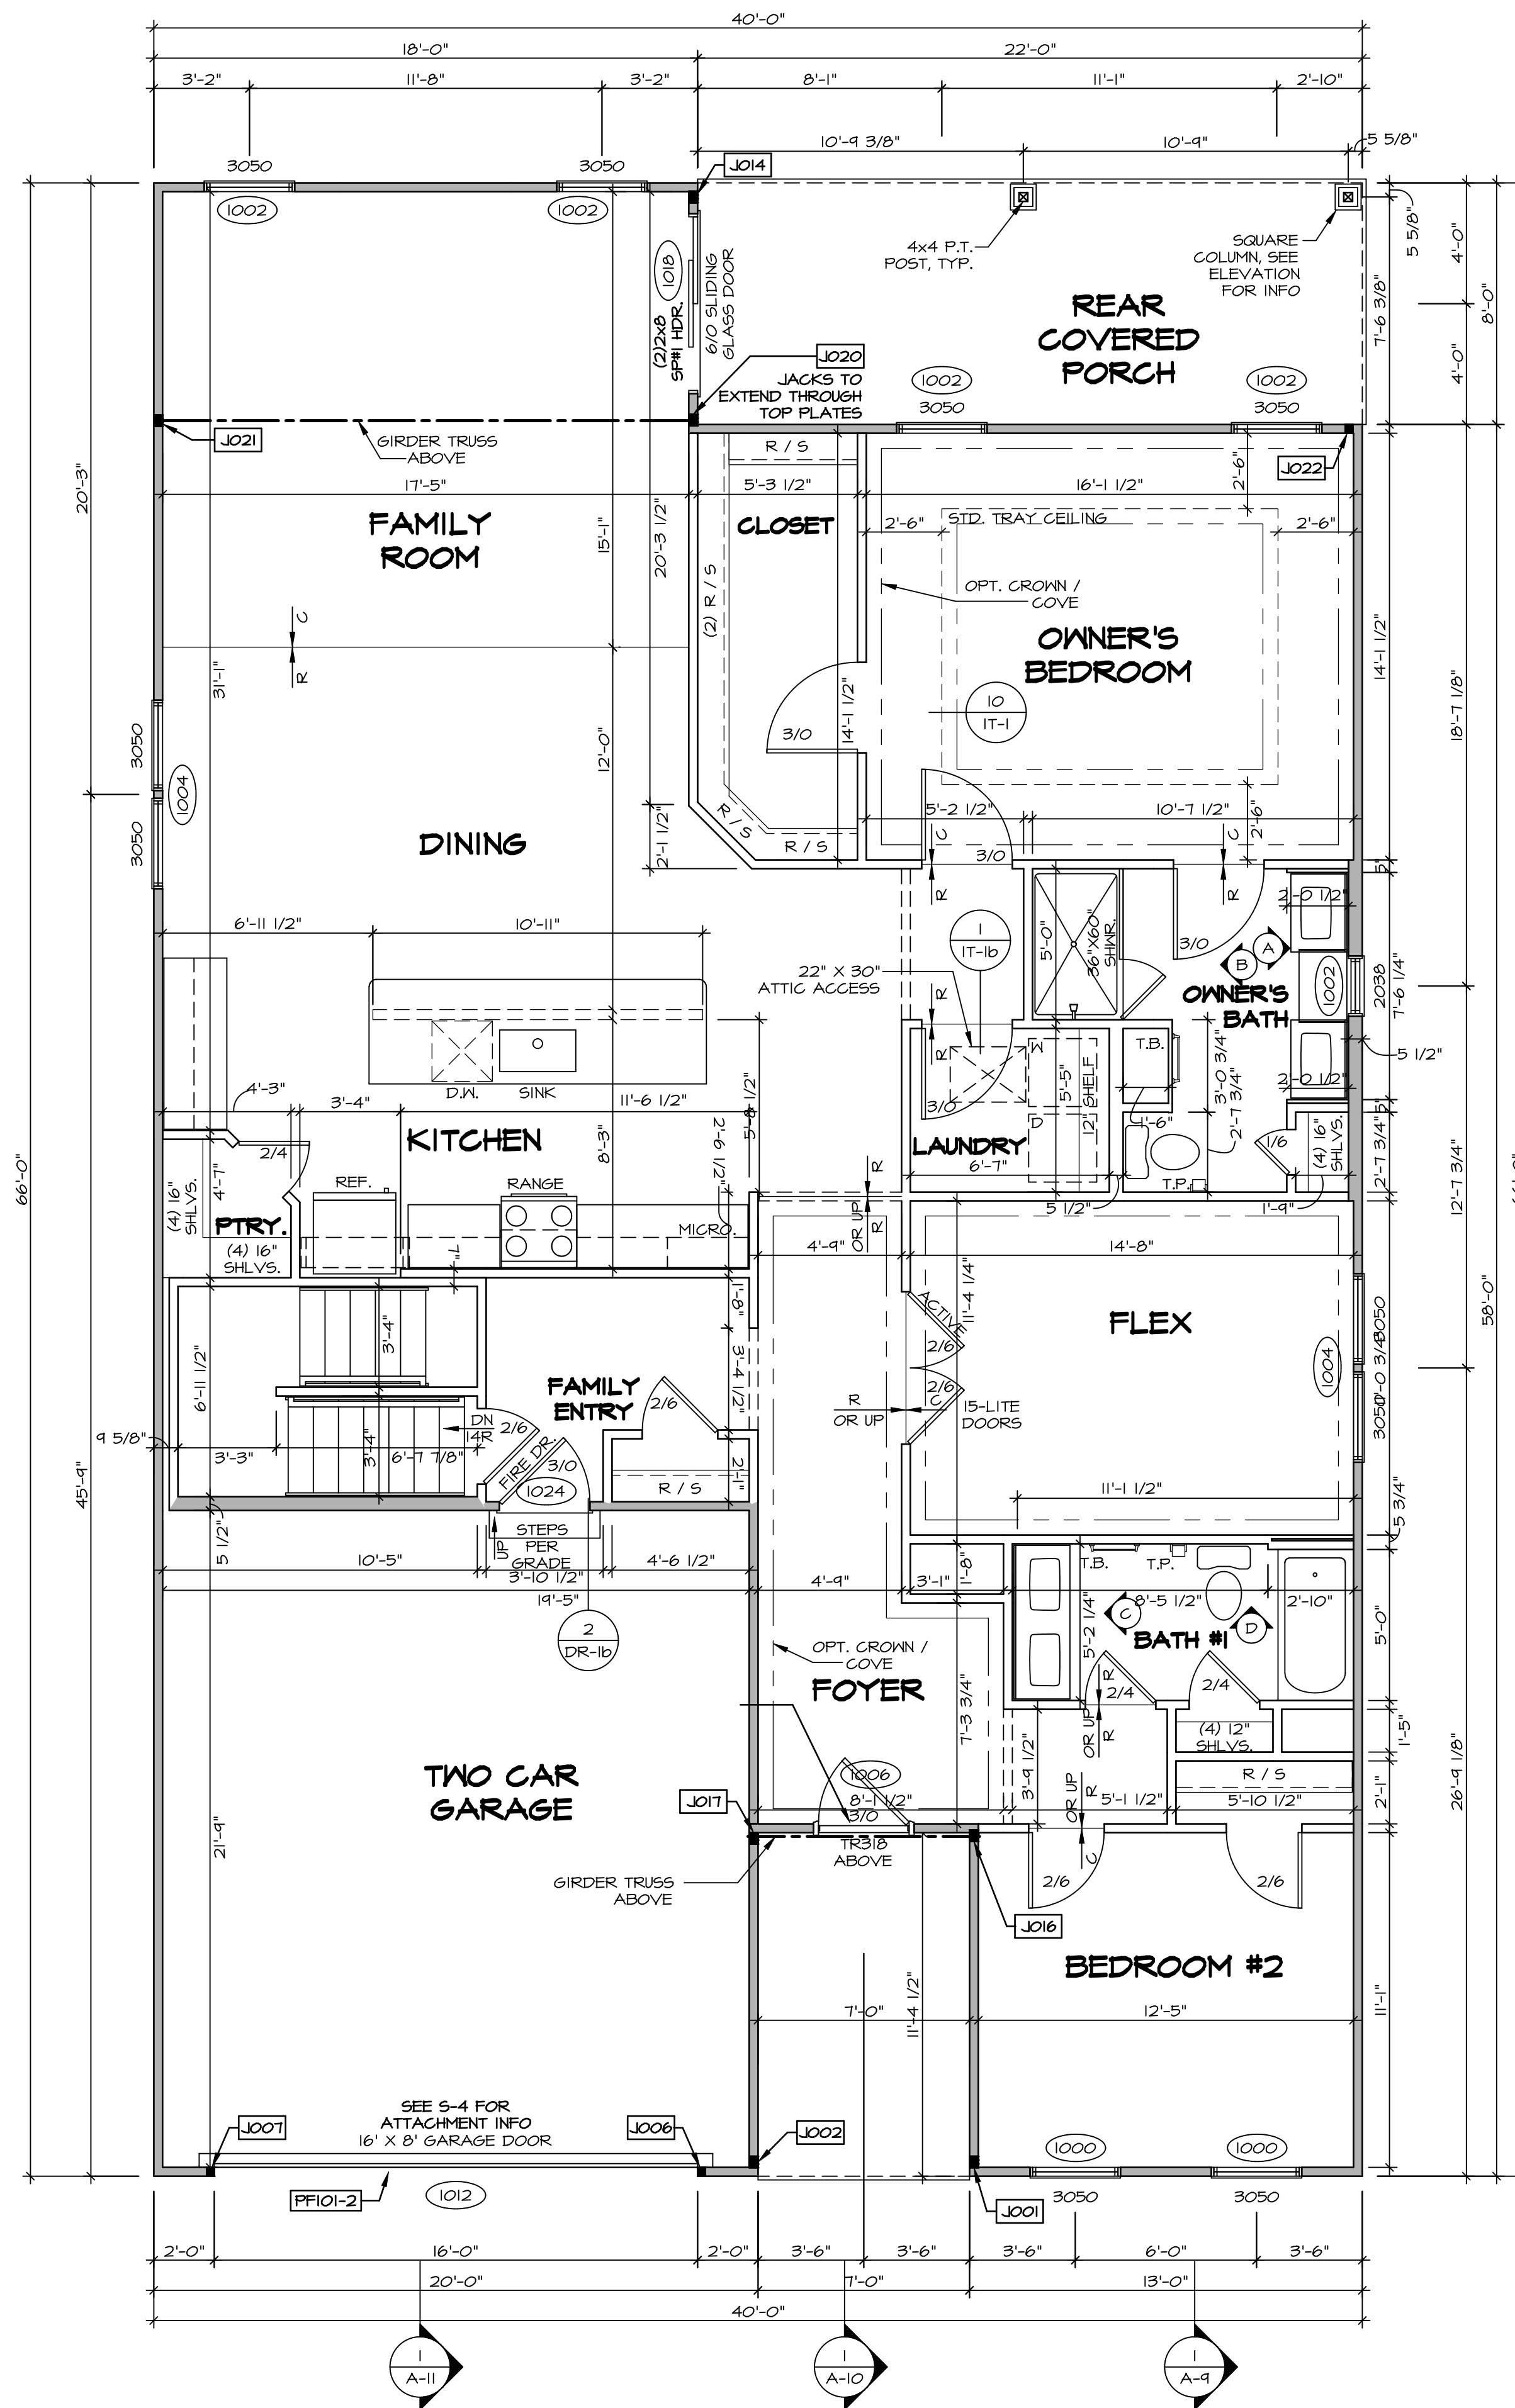 40'-0"
18'-0"
22'-0"
3'-2"
11'-8"
3'-2"
8'-1"
11'-1"
2'-10"
10'-9 3/8"
10'-9"
5 5/8"
3050
3050
J014
1002
1002
1018
(2)2x8
SP#1 HDR.
6/0 SLIDING
GLASS DOOR
4x4 P.T.
POST, TYP.
SQUARE
COLUMN, SEE
ELEVATION
FOR INFO
5 5/8"
4'-0"
7'-6 3/8"
8'-0"
4'-0"
REAR
COVERED
PORCH
J020
JACKS TO
EXTEND THROUGH
TOP PLATES
1002
3050
1002
3050
J021
GIRDER TRUSS
ABOVE
R / S
J022
20'-3"
17'-5"
5'-3 1/2"
16'-1 1/2"
2'-6"
FAMILY
ROOM
15'-1"
20'-3 1/2"
CLOSET
2'-6"
STD. TRAY CEILING
2'-6"
(2) R / S
OPT. CROWN /
COVE
OWNER'S
BEDROOM
14'-1 1/2"
18'-7 1/8"
C
R
31'-1"
12'-0"
10
IT-1
3/0
14'-1 1/2"
3050
1004
3050
DINING
2'-1 1/2"
R / S
R / S
5'-2 1/2"
10'-7 1/2"
2'-6"
C
3/0
R
C
R
5"
6'-11 1/2"
10'-11"
2'-0 1/2"
1
IT-1b
5'-0"
36"X60"
SHWR.
3/0
A
B
1002
2038
7'-6 1/4"
22" X 30"
ATTIC ACCESS
OWNER'S
BATH
R
R
W
T.B.
5 1/2"
D.W.
SINK
4'-3"
3'-4"
11'-6 1/2"
5'-8 1/2"
3/0
5'-5"
12" SHELF
D
3'-0 3/4"
2'-7 3/4"
2'-0 1/2"
5"
1'-6"
KITCHEN
8'-3"
2'-6 1/2"
LAUNDRY
6'-7"
1/6
(4) 16"
SHLVS.
2'-7 3/4"
66'-0"
2/4
4'-7"
(4) 16"
SHLVS.
REF.
RANGE
R
R
OR UP
T.P.
5 1/2"
1'-9"
12'-7 3/4"
PTRY.
(4) 16"
SHLVS.
MICRO.
7"
4'-9"
14'-8"
1'-8"
11'-4 1/4"
3'-4"
ACTIVE
2/6
FLEX
3050
1004
3050
58'-0"
6'-11 1/2"
FAMILY
ENTRY
2/6
3'-4 1/2"
2/6
R
OR UP
C
15-LITE
DOORS
9 5/8"
3'-3"
3'-4"
6'-7 7/8"
DN
14R
2/6
FIRE DR.
3/0
1024
2'-1"
R / S
11'-1 1/2"
45'-9"
5 1/2"
UP
STEPS
PER
GRADE
10'-5"
3'-10 1/2"
4'-6 1/2"
19'-5"
4'-9"
3'-1"
1'-8"
T.B.
T.P.
5 3/4"
8'-5 1/2"
2'-10"
5'-0"
5'-2 1/4"
C
D
BATH #1
2
DR-1b
OPT. CROWN /
COVE
FOYER
7'-3 3/4"
R
2/4
OR UP
R
2/4
(4) 12"
SHLVS.
1'-5"
TWO CAR
GARAGE
3'-9 1/2"
R / S
2'-1"
26'-9 1/8"
1006
J017
8'-1 1/2"
3/0
OR UP
R
C
5'-1 1/2"
5'-10 1/2"
21'-9"
TR318
ABOVE
GIRDER TRUSS
ABOVE
2/6
2/6
J016
BEDROOM #2
11'-4 1/2"
7'-0"
12'-5"
11'-1"
SEE S-4 FOR
ATTACHMENT INFO
16' X 8' GARAGE DOOR
J007
J006
J002
1000
1000
PF101-2
1012
J001
3050
3050
2'-0"
16'-0"
2'-0"
3'-6"
3'-6"
3'-6"
6'-0"
3'-6"
20'-0"
7'-0"
13'-0"
40'-0"
1
A-11
1
A-10
1
A-9